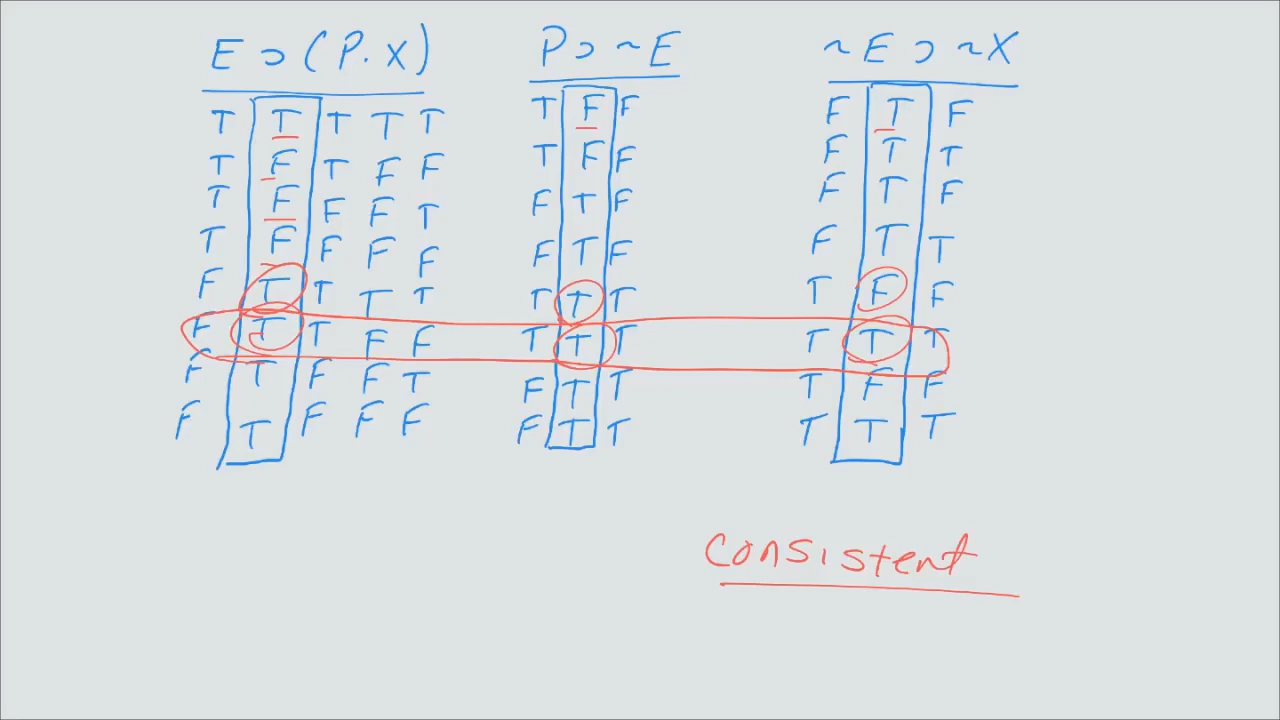 E ⊃ (P · X) P ⊃ ~E ~E ⊃ ~X
T T T T T T F F F T F
T F T F F T F F F T T
T F F F T F T F F T F
T F F F F F T F F T T
F T T T T T T T T F F
F T T F F T T T T T T
F T F F T F T T T F F
F T F F F F T T T T T
consistent